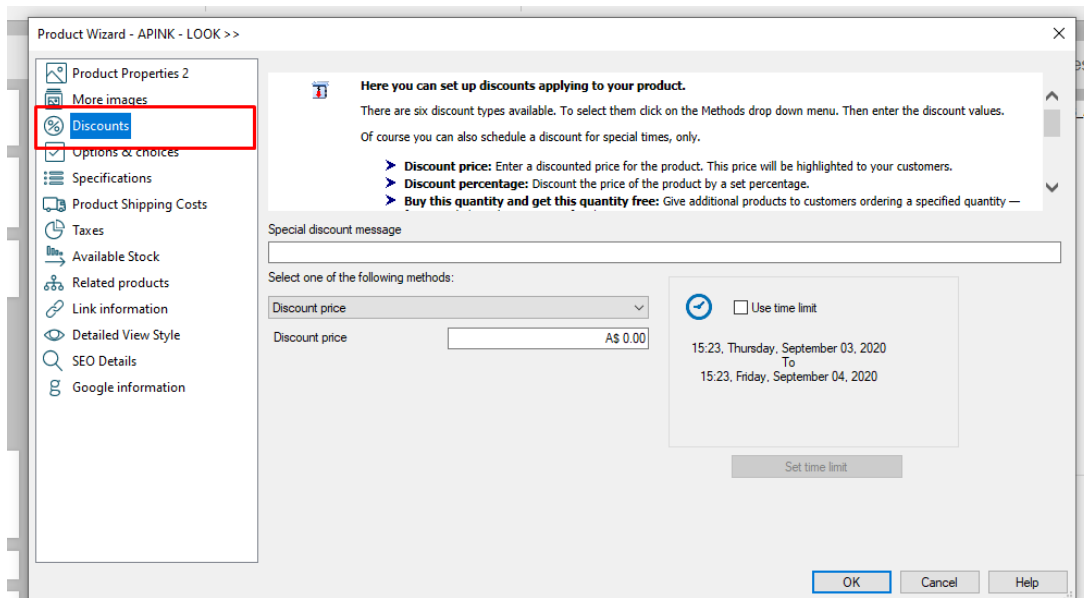 Product Wizard - APINK - LOOK >>
Product Properties 2
More images
Discounts
Options & choices
Specifications
Product Shipping Costs
Taxes
Available Stock
Related products
Link information
Detailed View Style
SEO Details
Google information
Here you can set up discounts applying to your product.
There are six discount types available. To select them click on the Methods drop down menu. Then enter the discount values.
Of course you can also schedule a discount for special times, only.
Discount price: Enter a discounted price for the product. This price will be highlighted to your customers.
Discount percentage: Discount the price of the product by a set percentage.
Buy this quantity and get this quantity free: Give additional products to customers ordering a specified quantity —
Special discount message
Select one of the following methods:
Discount price
Discount price
A$ 0.00
Use time limit
15:23, Thursday, September 03, 2020
To
15:23, Friday, September 04, 2020
Set time limit
OK
Cancel
Help